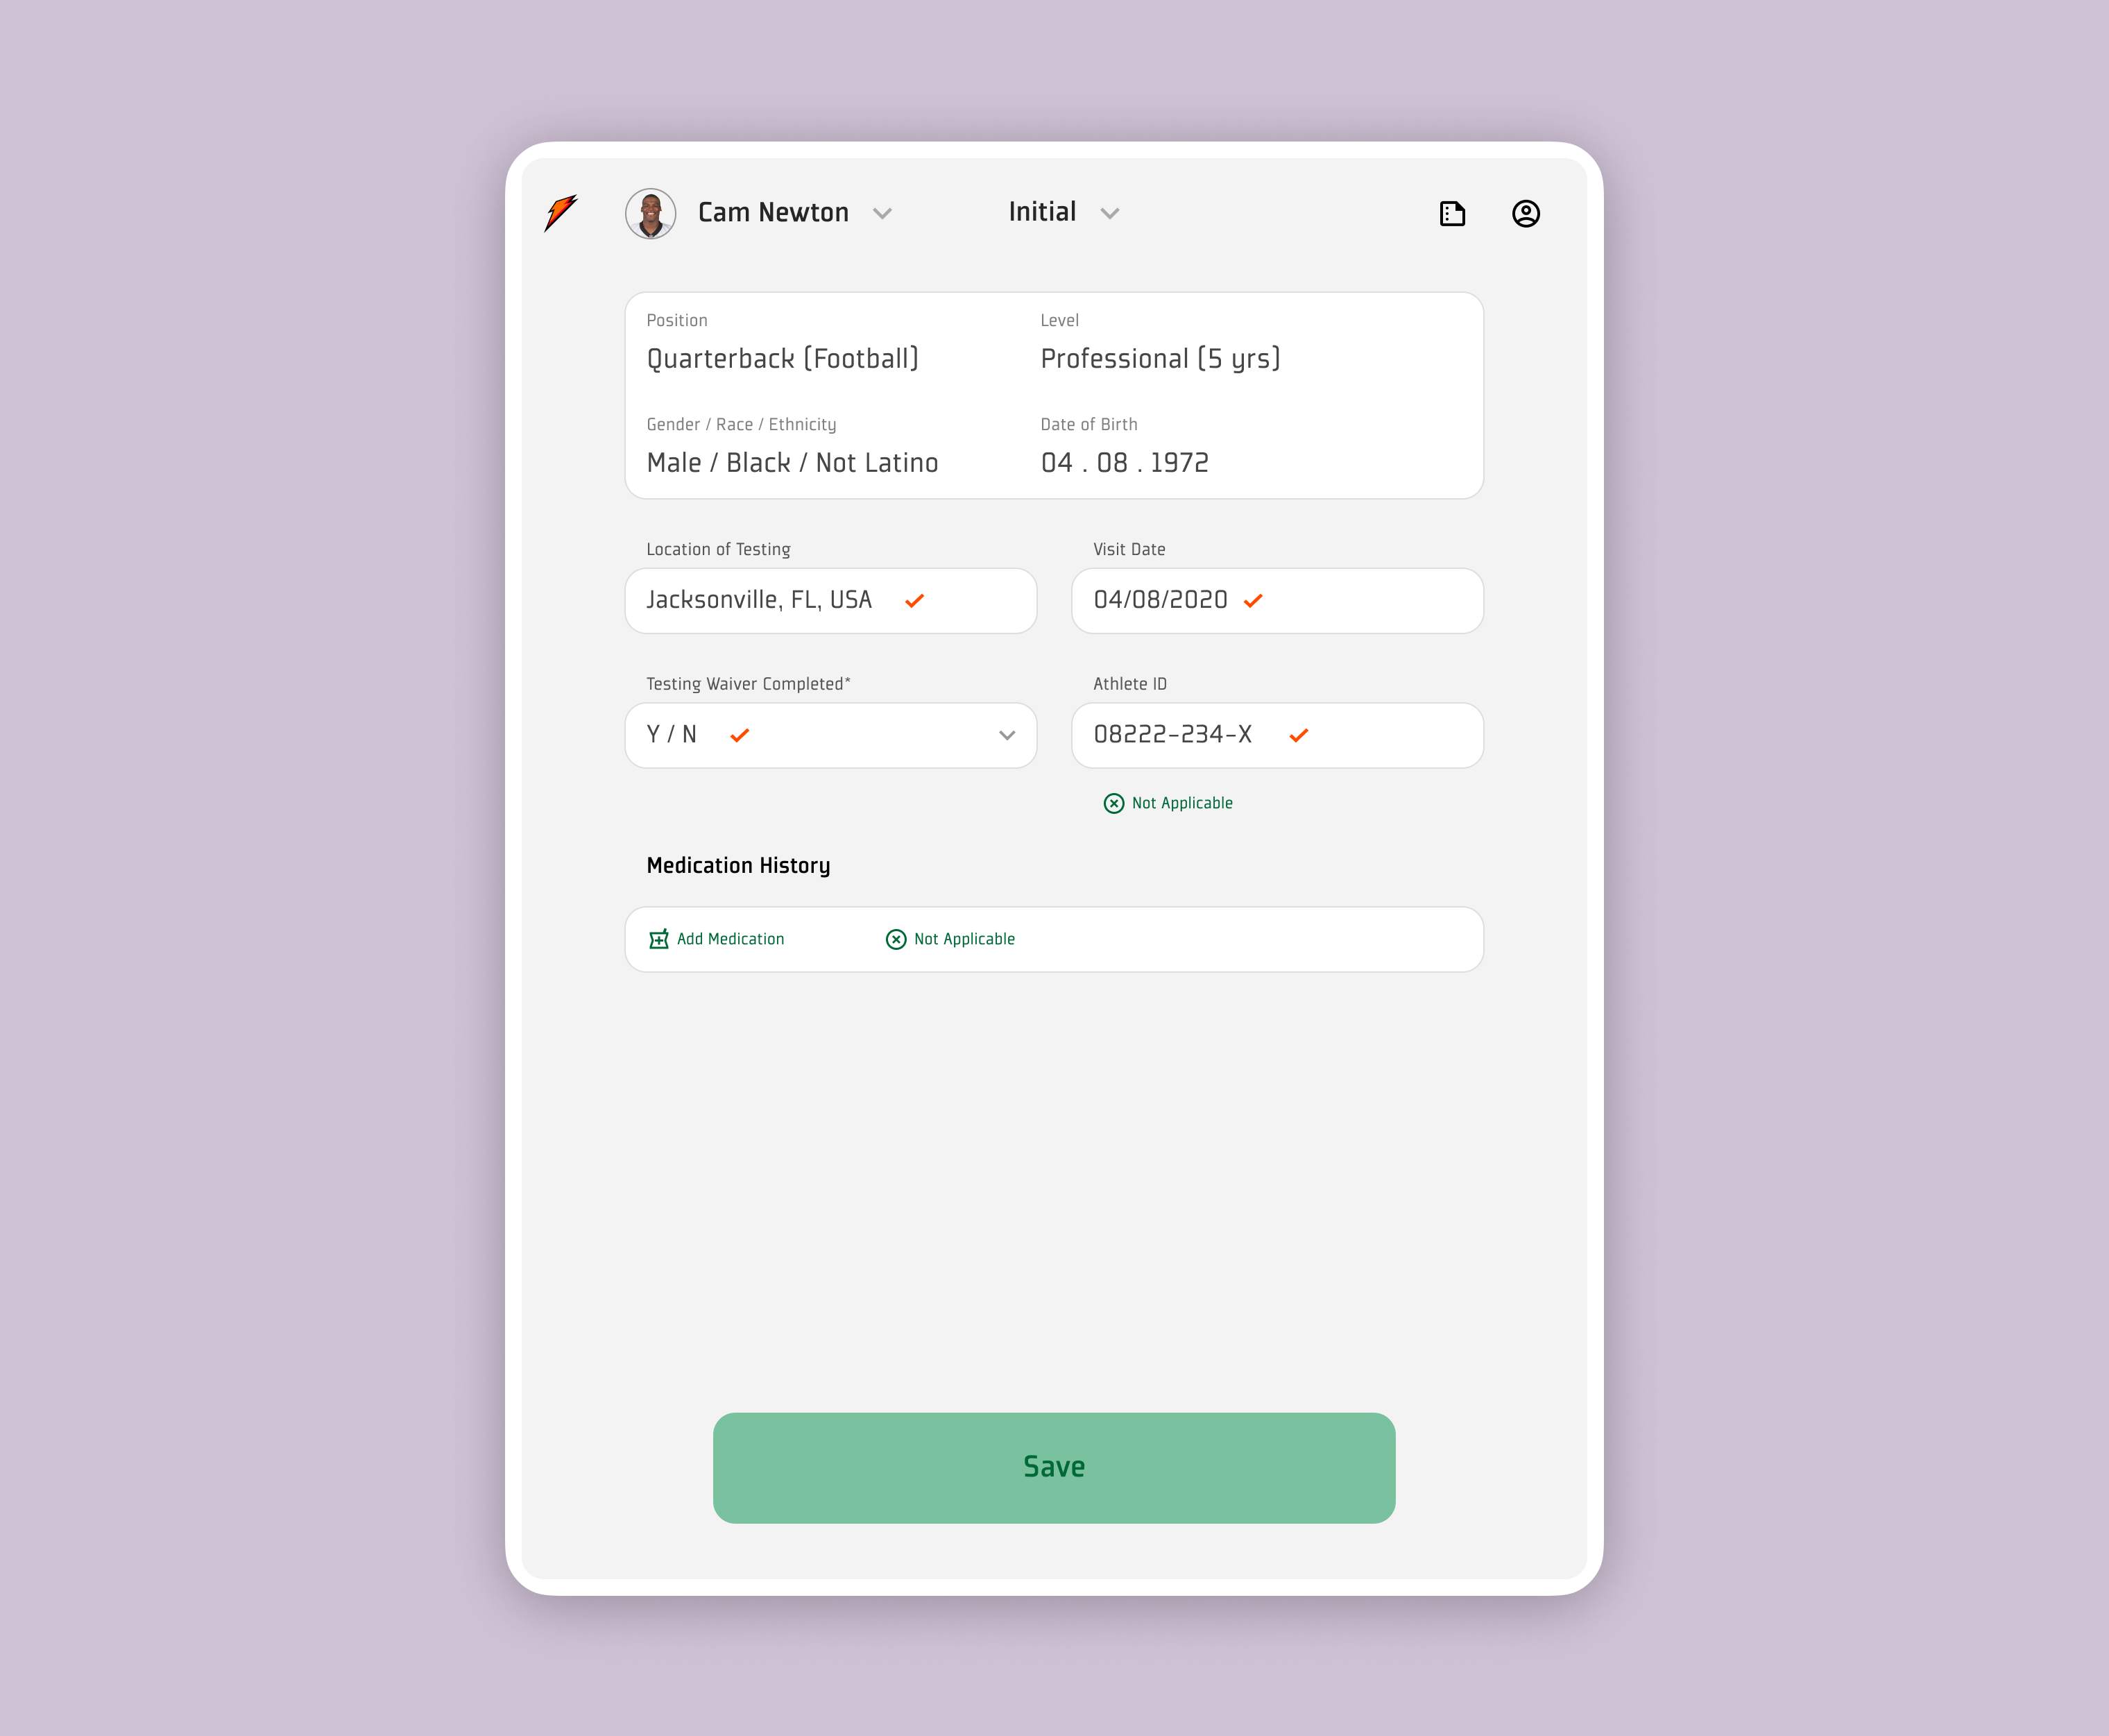 Cam Newton
Initial
Position
Level
Quarterback (Football)
Professional (5 yrs)
Gender / Race / Ethnicity
Date of Birth
Male / Black / Not Latino
04 . 08 . 1972
Location of Testing
Visit Date
Jacksonville, FL, USA
04/08/2020
Testing Waiver Completed*
Athlete ID
Y / N
08222-234-X
Not Applicable
Medication History
Add Medication
Not Applicable
Save